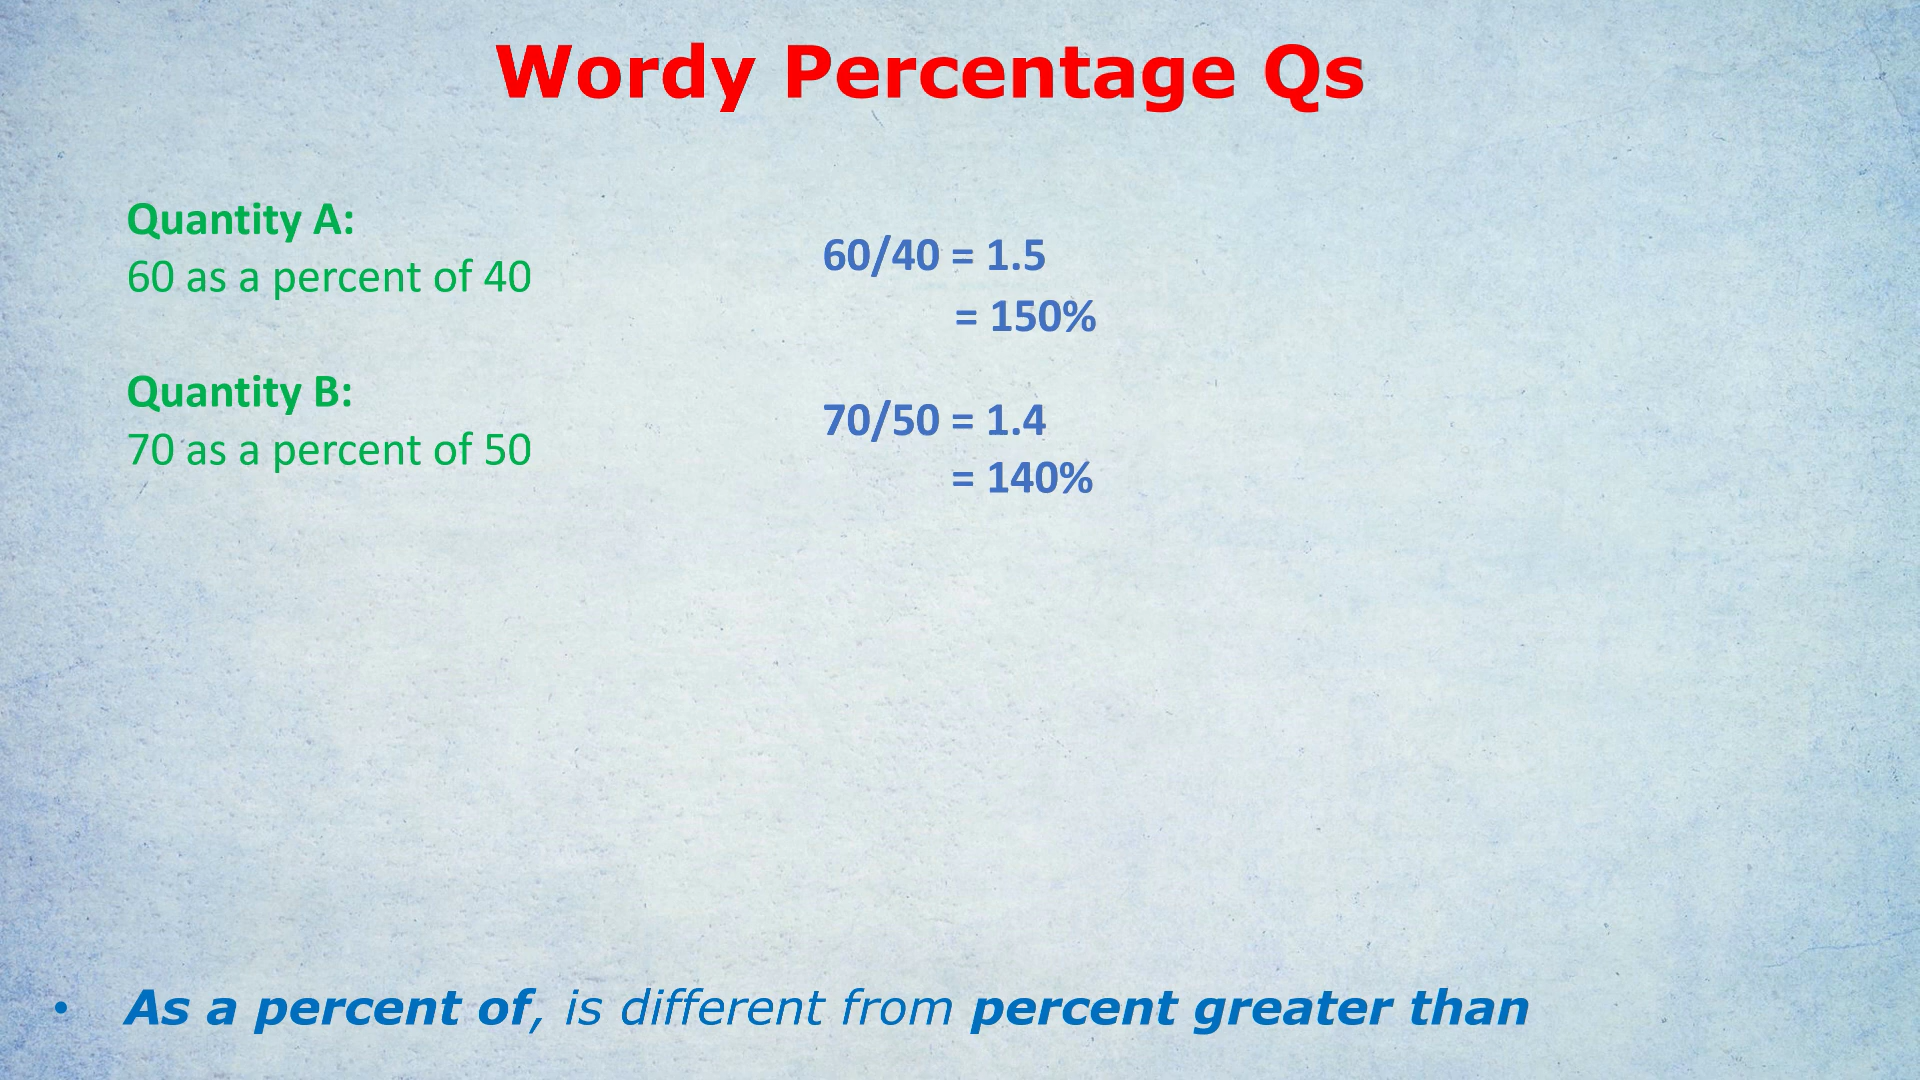 Wordy Percentage Qs
Quantity A:
60 as a percent of 40
60/40 = 1.5
= 150%
Quantity B:
70 as a percent of 50
70/50 = 1.4
= 140%
• As a percent of, is different from percent greater than